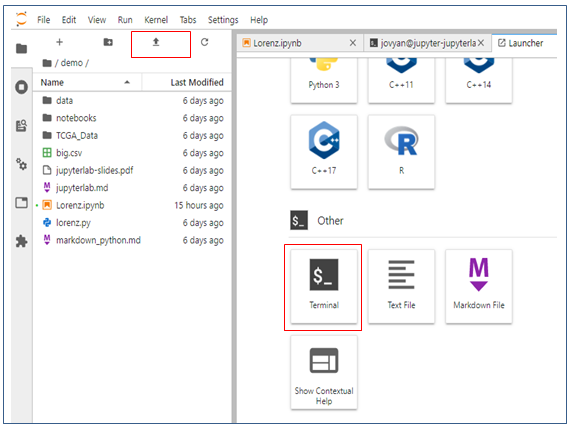 File Edit View Run Kernel Tabs Settings Help
Lorenz.ipynb jovyan@jupyter-jupyterla Launcher
/ demo /
Name Last Modified
data 6 days ago
notebooks 6 days ago
TCGA_Data 6 days ago
big.csv 6 days ago
jupyterlab-slides.pdf 6 days ago
jupyterlab.md 6 days ago
Lorenz.ipynb 15 hours ago
lorenz.py 6 days ago
markdown_python.md 6 days ago
Python 3 C++11 C++14
C++17 R
$_ Other
$_
Terminal Text File Markdown File
Show Contextual
Help